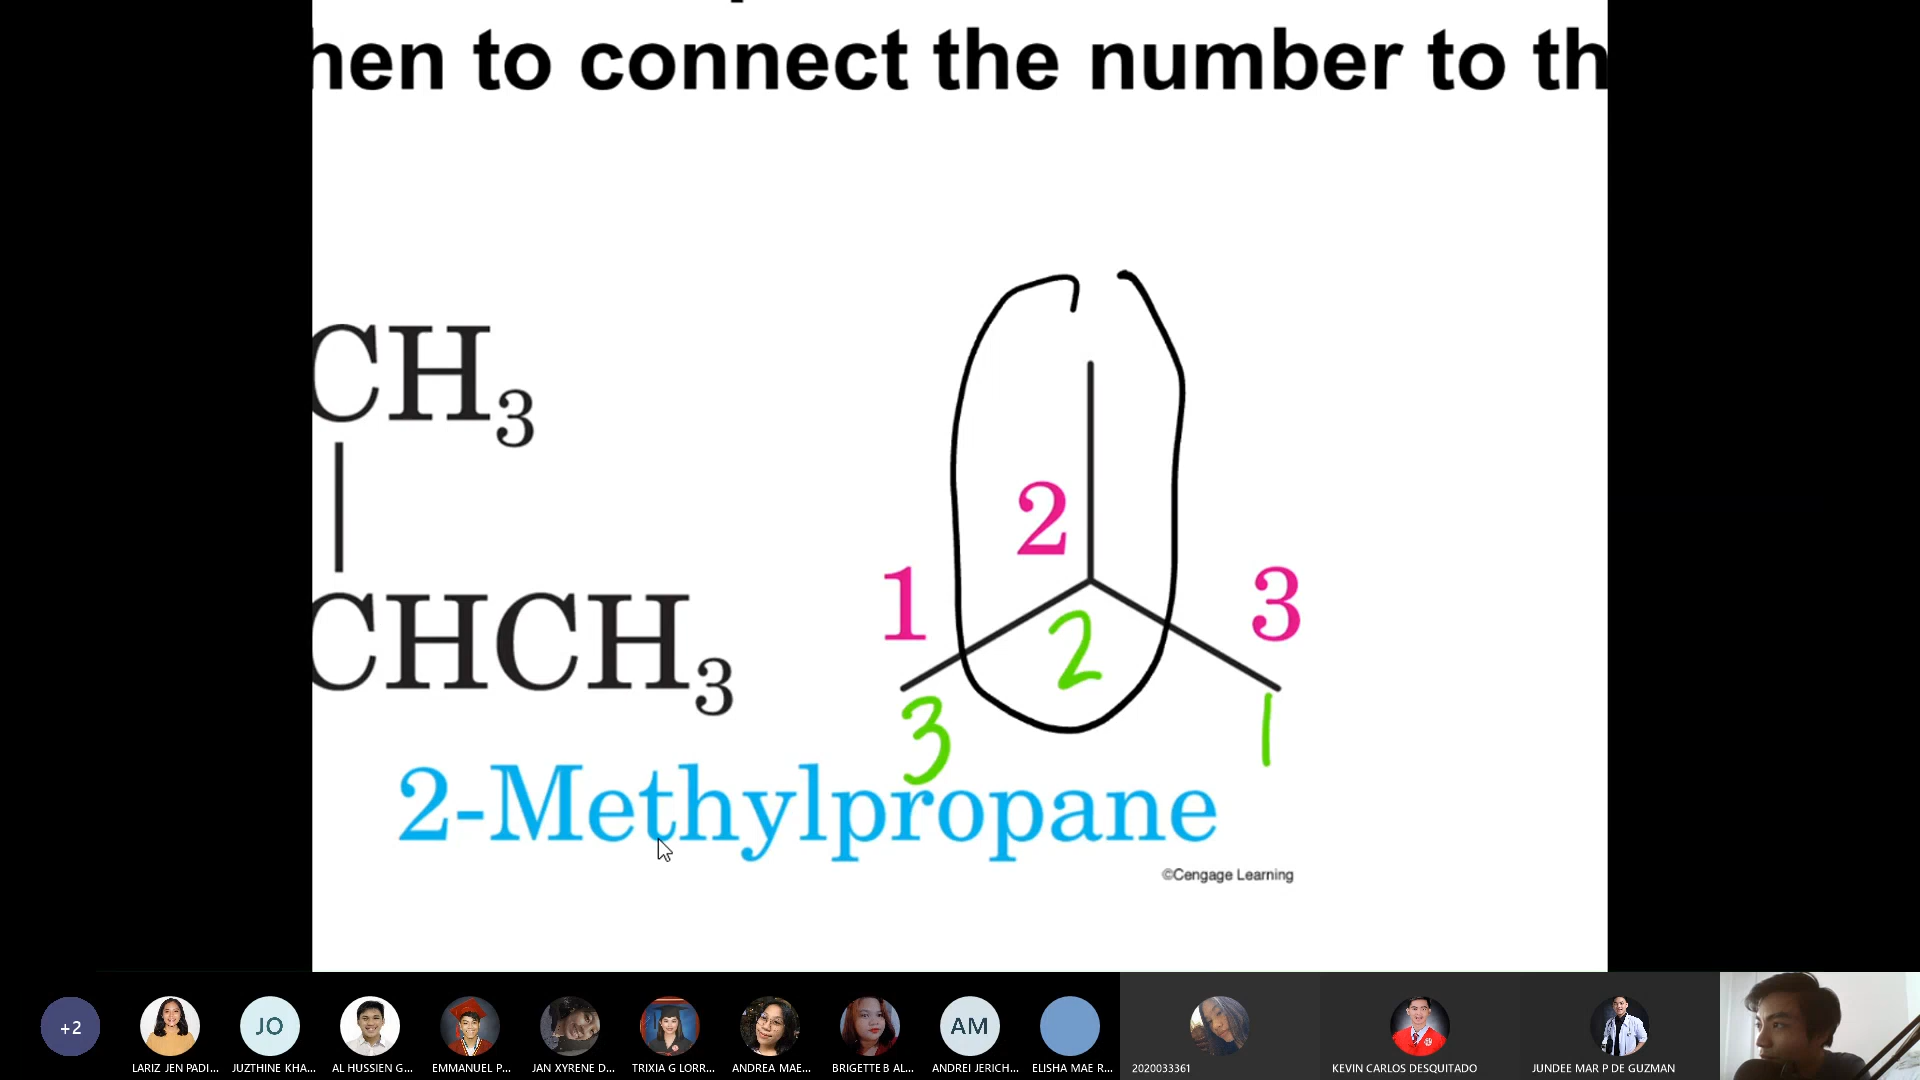 hen to connect the number to th
CH3
CHCH3
2
1
3
2
3
1
2-Methylpropane
©Cengage Learning
+2
LARIZ JEN PADI...
JO
JUZTHINE KHA...
AL HUSSIEN G...
EMMANUEL P...
JAN XYRENE D...
TRIXIA G LORR...
ANDREA MAE...
BRIGETTE B AL...
AM
ANDREI JERICH...
ELISHA MAE R...
2020033361
KEVIN CARLOS DESQUITADO
JUNDEE MAR P DE GUZMAN